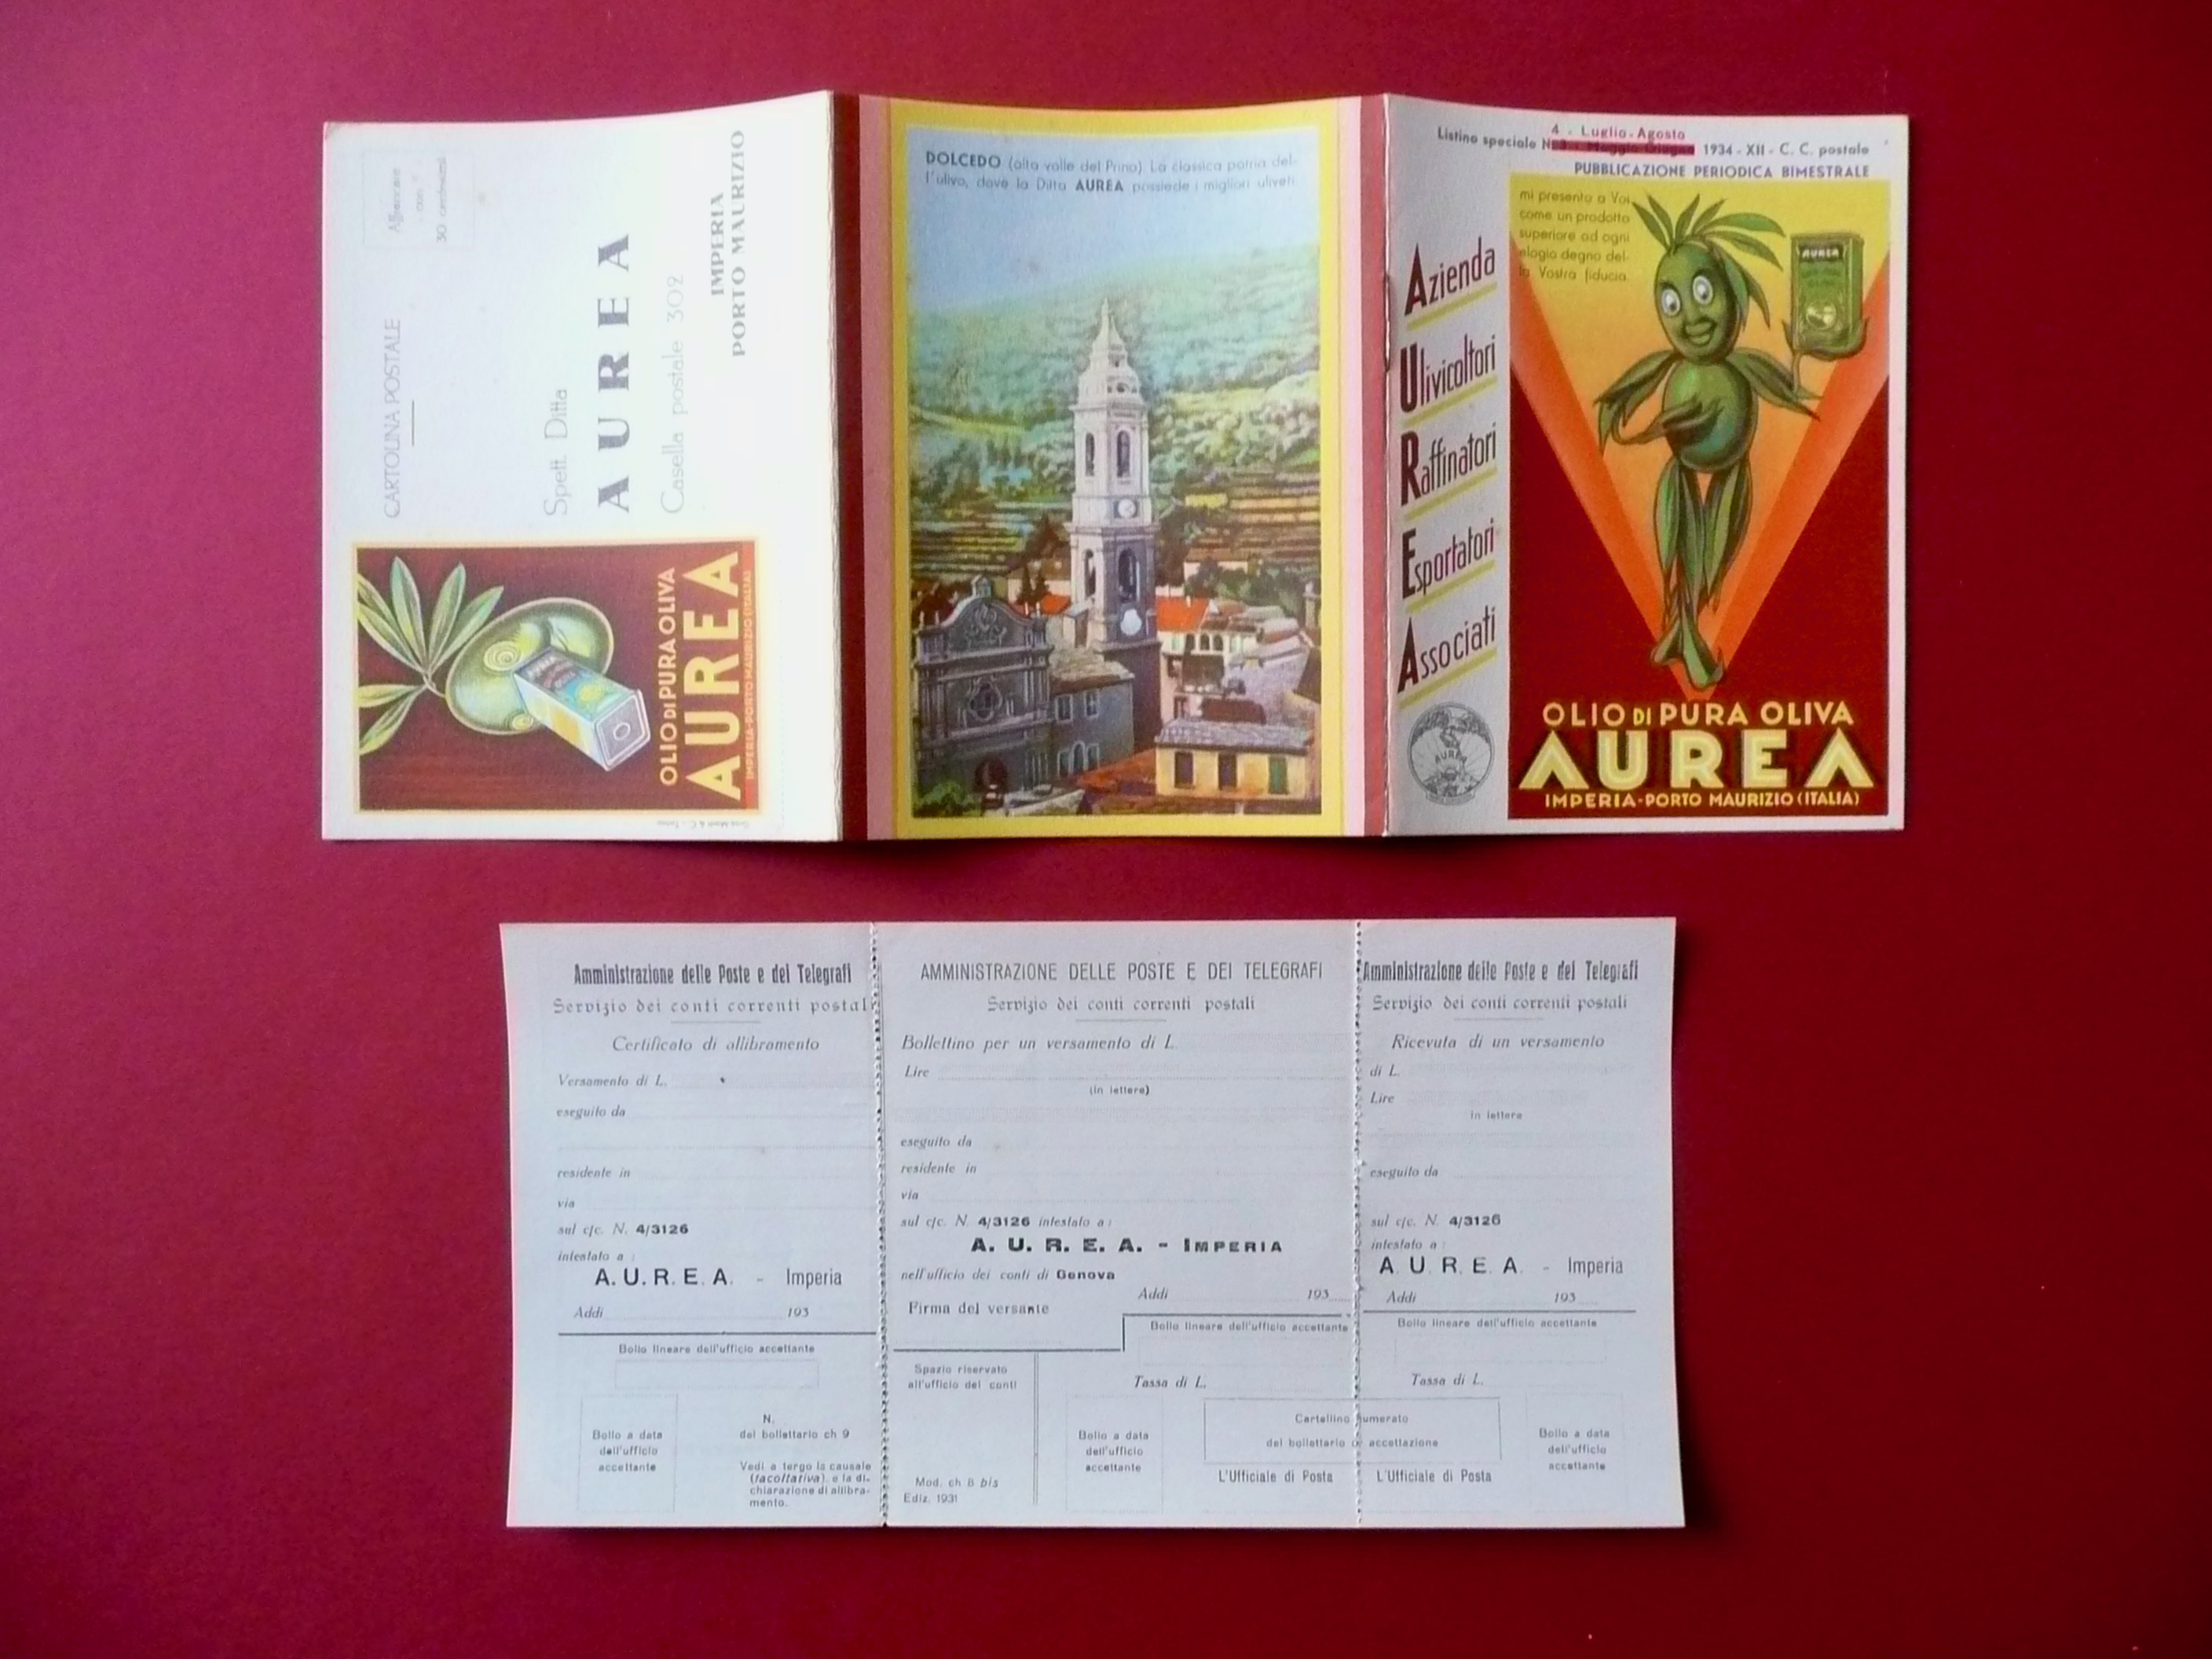 Affrancare
con
30 centesimi
CARTOLINA POSTALE
Spett. Ditta
AUREA
Casella postale 302
IMPERIA
PORTO MAURIZIO
OLIO DI PURA OLIVA
AUREA
IMPERIA-PORTO MAURIZIO (ITALIA)
DOLCEDO (alta valle del Prino) La classica patria del-
l'ulivo, dove la Ditta AUREA possiede i migliori uliveti.
4 - Luglio-Agosto
Listino speciale N. 3 - Maggio Giugno 1934 - XII - C. C. postale
PUBBLICAZIONE PERIODICA BIMESTRALE
Azienda
Ulivicoltori
Raffinatori
Esportatori
Associati
AUREA
mi presento a Voi
come un prodotto
superiore ad ogni
elogio degno del-
la Vostra fiducia.
AUREA
OLIO DI PURA OLIVA
AUREA
IMPERIA-PORTO MAURIZIO (ITALIA)
Amministrazione delle Poste e dei Telegrafi
Servizio dei conti correnti postali
Certificato di allibramento
Versamento di L.
eseguito da
residente in
via
sul c/c. N. 4/3126
intestato a :
A. U. R. E. A. - Imperia
Addì 193
Bollo lineare dell'ufficio accettante
Bollo a data
dell'ufficio
accettante
N.
del bollettario ch 9
Vedi a tergo la causale
(facoltativa) e la di-
chiarazione di allibra-
mento.
AMMINISTRAZIONE DELLE POSTE E DEI TELEGRAFI
Servizio dei conti correnti postali
Bollettino per un versamento di L.
Lire
(in lettere)
eseguito da
residente in
via
sul c/c. N. 4/3126 intestato a :
A. U. R. E. A. - IMPERIA
nell'ufficio dei conti di Genova
Firma del versante
Addì 193
Bollo lineare dell'ufficio accettante
Spazio riservato
all'ufficio dei conti
Tassa di L.
Bollo a data
dell'ufficio
accettante
Cartellino numerato
del bollettario di accettazione
L'Ufficiale di Posta
Mod. ch 8 bis
Ediz. 1931
Amministrazione delle Poste e dei Telegrafi
Servizio dei conti correnti postali
Ricevuta di un versamento
di L.
Lire
in lettere
eseguito da
sul c/c. N. 4/3126
intestato a :
A. U. R. E. A. - Imperia
Addì 193
Bollo lineare dell'ufficio accettante
Tassa di L.
L'Ufficiale di Posta
Bollo a data
dell'ufficio
accettante